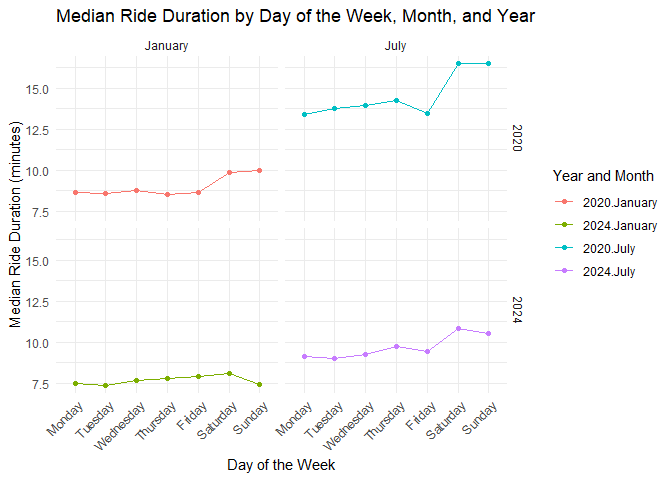 Median Ride Duration by Day of the Week, Month, and Year
January
July
15.0
12.5
10.0
7.5
2020
15.0
12.5
10.0
7.5
2024
Median Ride Duration (minutes)
Monday
Tuesday
Wednesday
Thursday
Friday
Saturday
Sunday
Monday
Tuesday
Wednesday
Thursday
Friday
Saturday
Sunday
Day of the Week
Year and Month
2020.January
2024.January
2020.July
2024.July